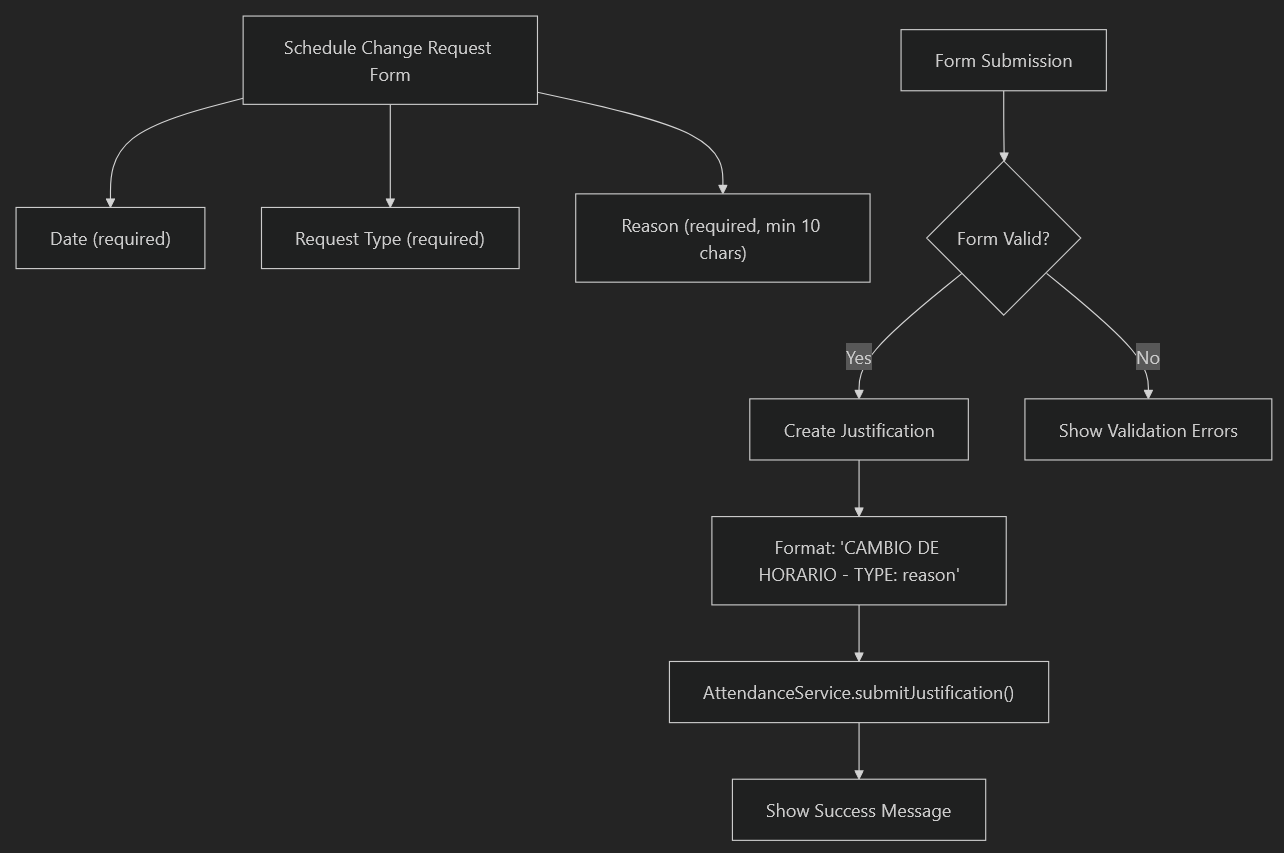 Schedule Change Request
Form
Date (required)
Request Type (required)
Reason (required, min 10
chars)
Form Submission
Form Valid?
Yes
No
Create Justification
Show Validation Errors
Format: 'CAMBIO DE
HORARIO - TYPE: reason'
AttendanceService.submitJustification()
Show Success Message